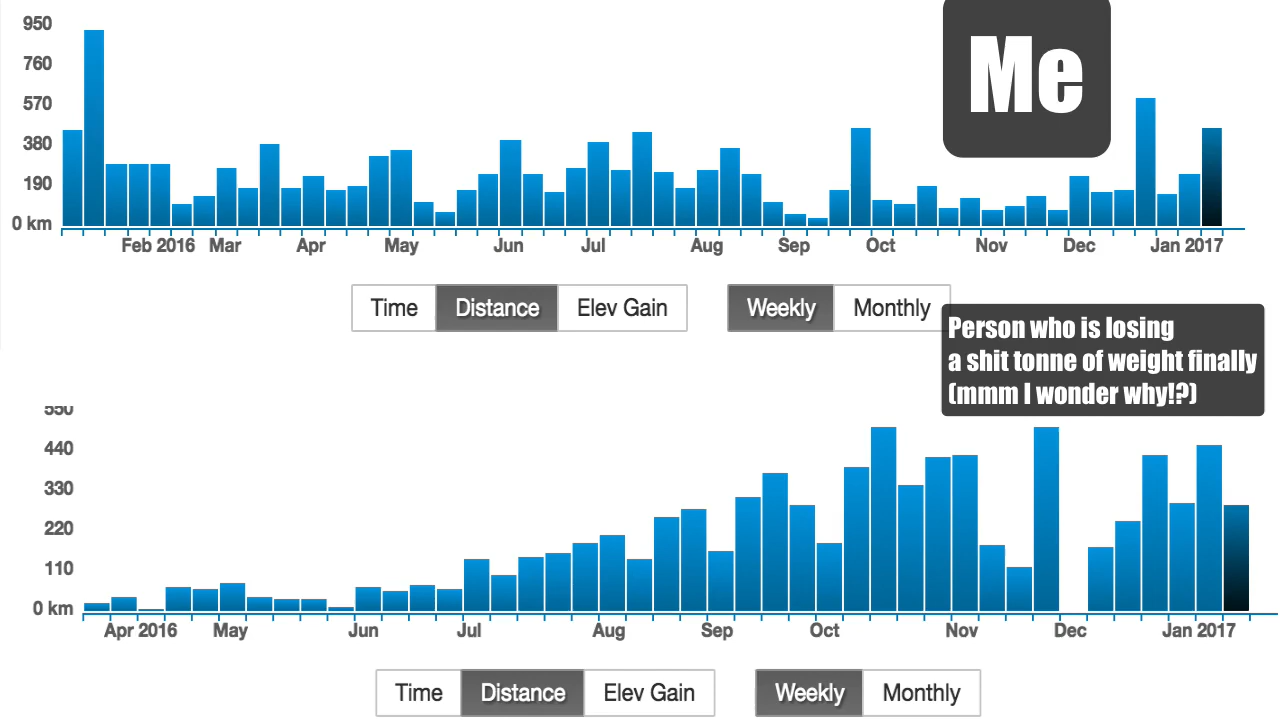 950
Me
760
570
380
190
0 km
Feb 2016 Mar Apr May Jun Jul Aug Sep Oct Nov Dec Jan 2017
Time Distance Elev Gain Weekly Monthly
Person who is losing
a shit tonne of weight finally
(mmm I wonder why!?)
550
440
330
220
110
0 km
Apr 2016 May Jun Jul Aug Sep Oct Nov Dec Jan 2017
Time Distance Elev Gain Weekly Monthly